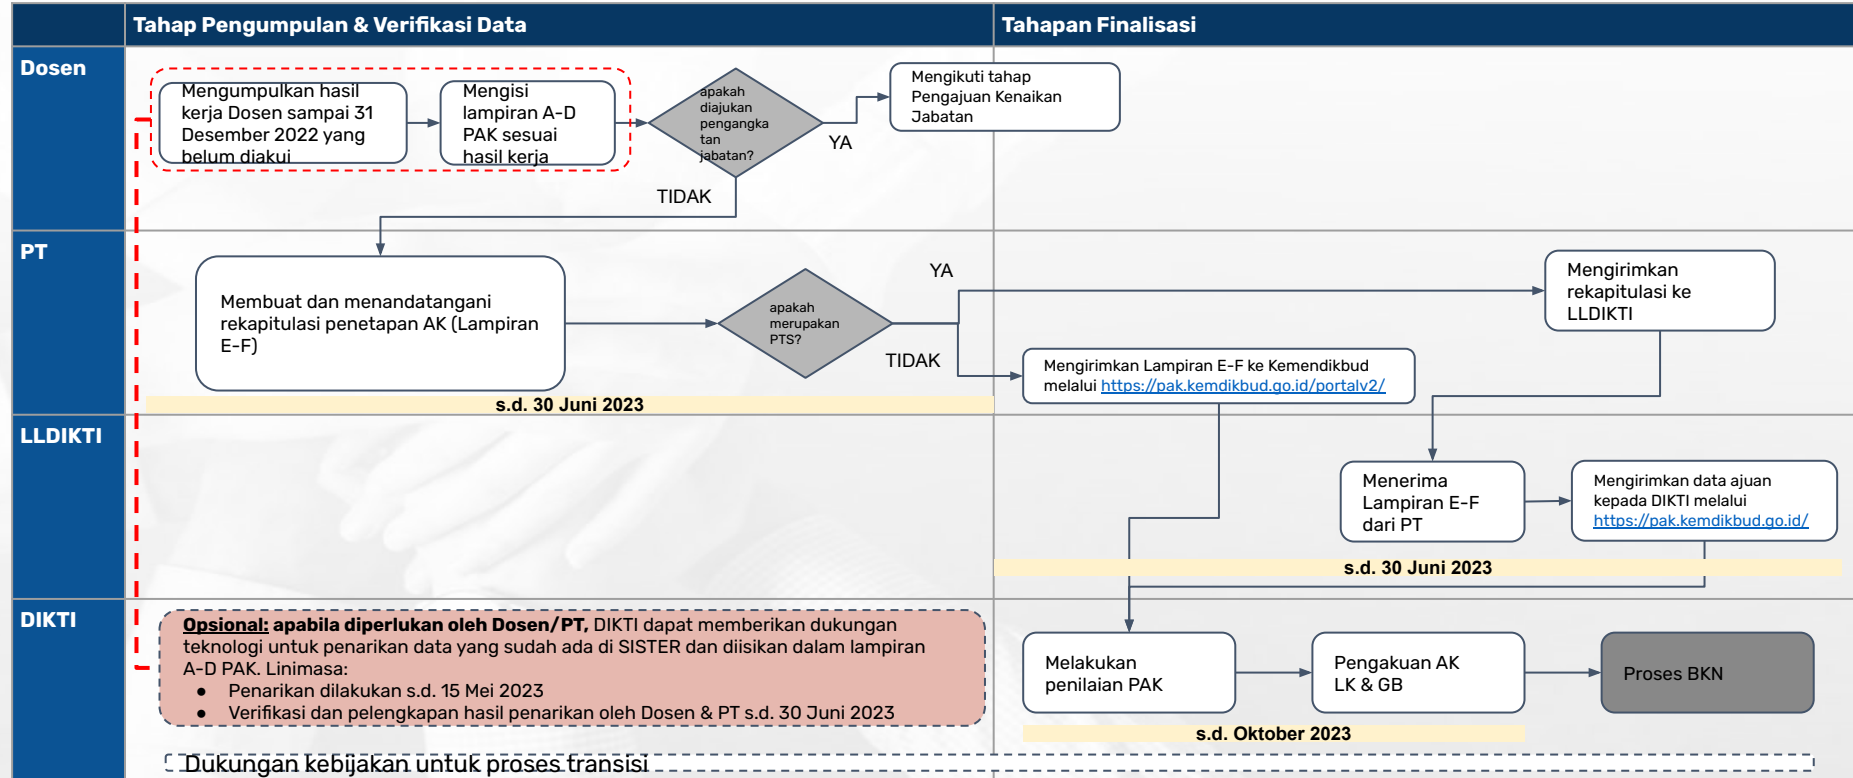 Tahap Pengumpulan & Verifikasi Data
Tahapan Finalisasi
Dosen
Mengumpulkan hasil
kerja Dosen sampai 31
Desember 2022 yang
belum diakui
Mengisi
lampiran A-D
PAK sesuai
hasil kerja
apakah
diajukan
pengangka
tan
jabatan?
YA
Mengikuti tahap
Pengajuan Kenaikan
Jabatan
TIDAK
PT
Membuat dan menandatangani
rekapitulasi penetapan AK (Lampiran
E-F)
apakah
merupakan
PTS?
YA
TIDAK
Mengirimkan
rekapitulasi ke
LLDIKTI
Mengirimkan Lampiran E-F ke Kemendikbud
melalui https://pak.kemdikbud.go.id/portalv2/
s.d. 30 Juni 2023
LLDIKTI
Menerima
Lampiran E-F
dari PT
Mengirimkan data ajuan
kepada DIKTI melalui
https://pak.kemdikbud.go.id/
s.d. 30 Juni 2023
DIKTI
Opsional: apabila diperlukan oleh Dosen/PT, DIKTI dapat memberikan dukungan
teknologi untuk penarikan data yang sudah ada di SISTER dan diisikan dalam lampiran
A-D PAK. Linimasa:
● Penarikan dilakukan s.d. 15 Mei 2023
● Verifikasi dan pelengkapan hasil penarikan oleh Dosen & PT s.d. 30 Juni 2023
Melakukan
penilaian PAK
Pengakuan AK
LK & GB
Proses BKN
s.d. Oktober 2023
Dukungan kebijakan untuk proses transisi